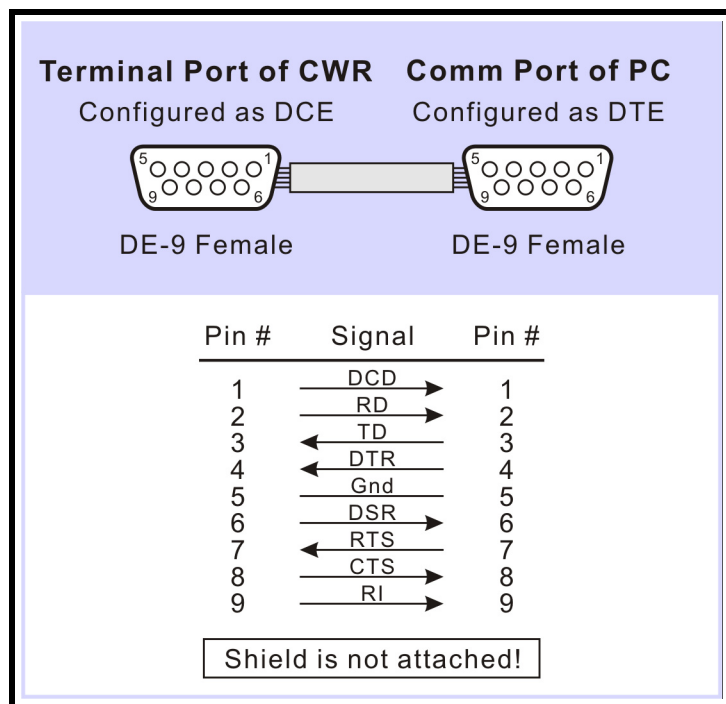 Terminal Port of CWR Comm Port of PC
Configured as DCE Configured as DTE
5 1 5 1
9 6 9 6
DE-9 Female DE-9 Female
Pin # Signal Pin #
1 DCD 1
2 RD 2
3 TD 3
4 DTR 4
5 Gnd 5
6 DSR 6
7 RTS 7
8 CTS 8
9 RI 9
Shield is not attached!